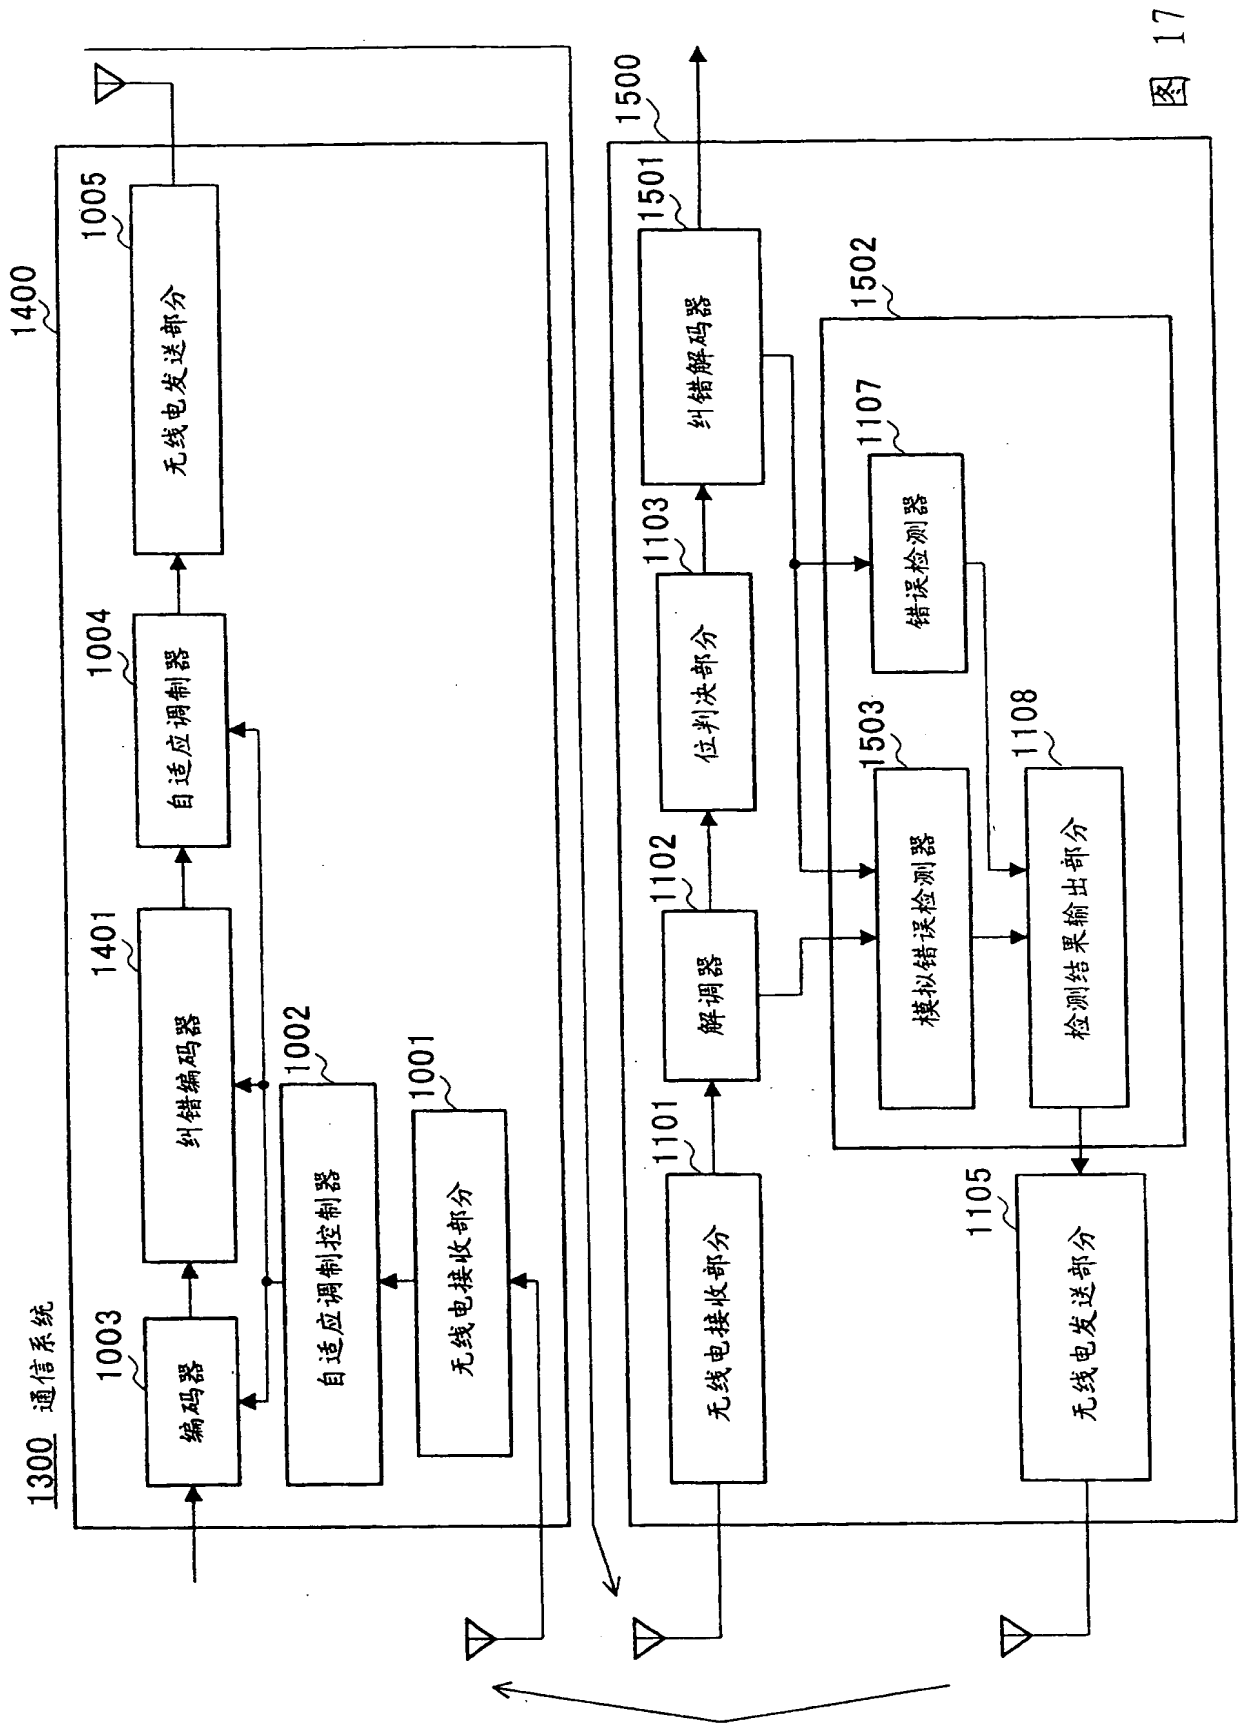 1300 通信系统
1400
1003
编码器
1401
纠错编码器
1004
自适应调制器
1005
无线电发送部分
1002
自适应调制控制器
1001
无线电接收部分
1500
1101
无线电接收部分
1102
解调器
1103
位判决部分
1501
纠错解码器
1502
1503
模拟错误检测器
1107
错误检测器
1108
检测结果输出部分
1105
无线电发送部分
图 17